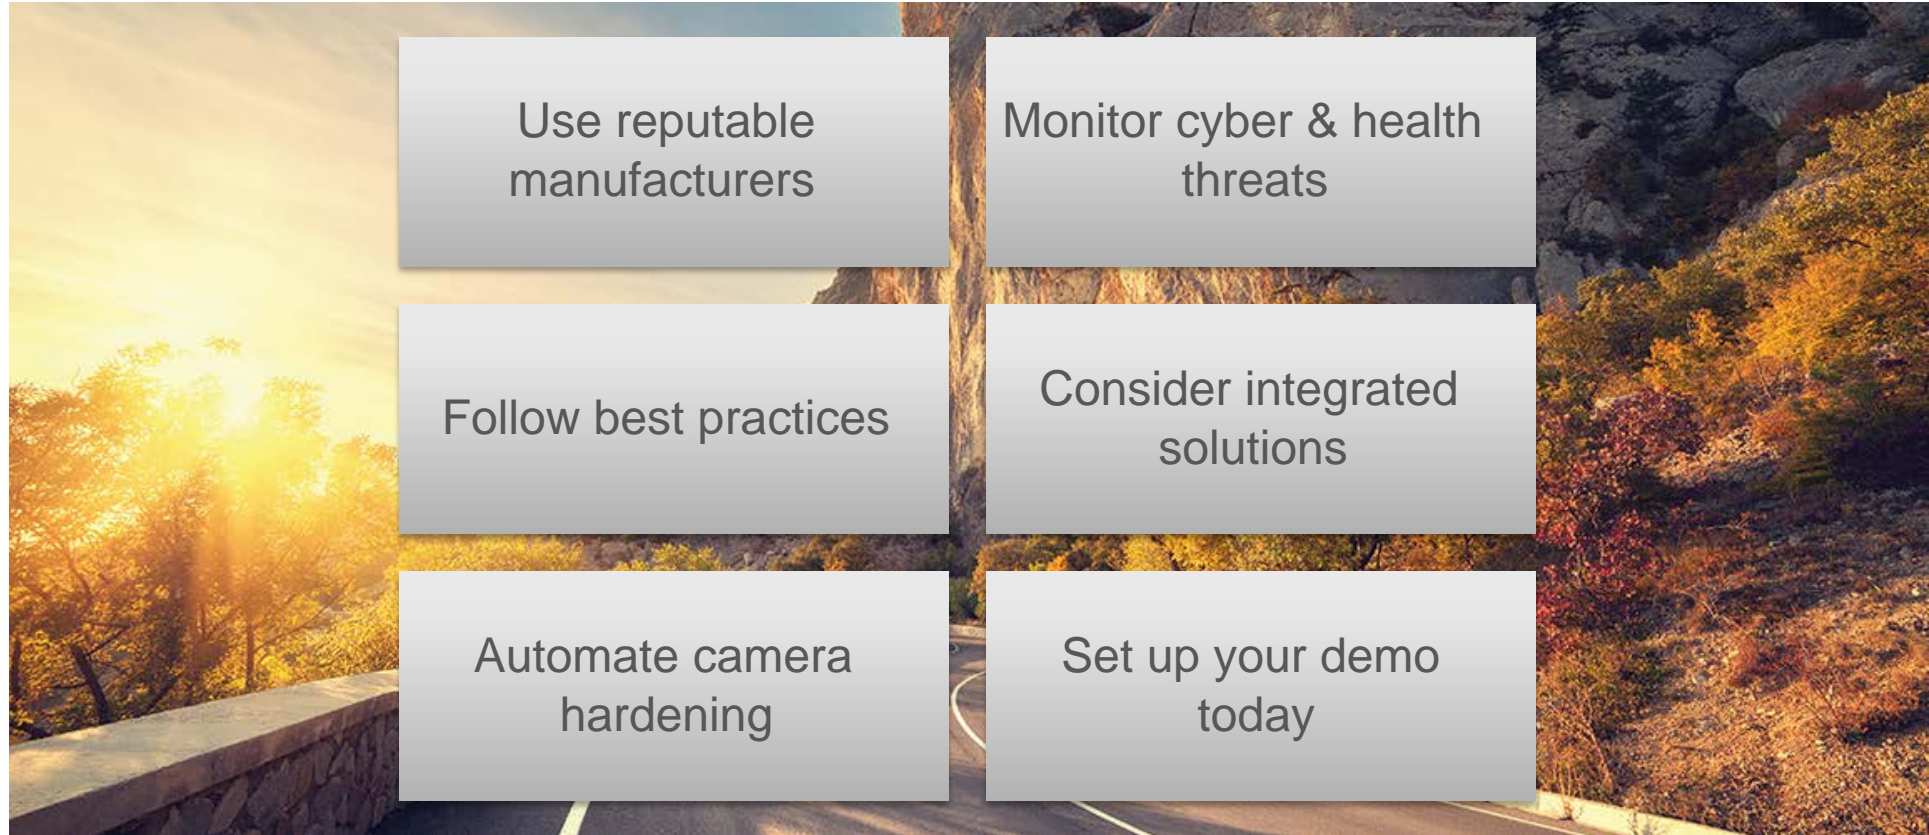 Use reputable
manufacturers
Monitor cyber & health
threats
Follow best practices
Consider integrated
solutions
Automate camera
hardening
Set up your demo
today